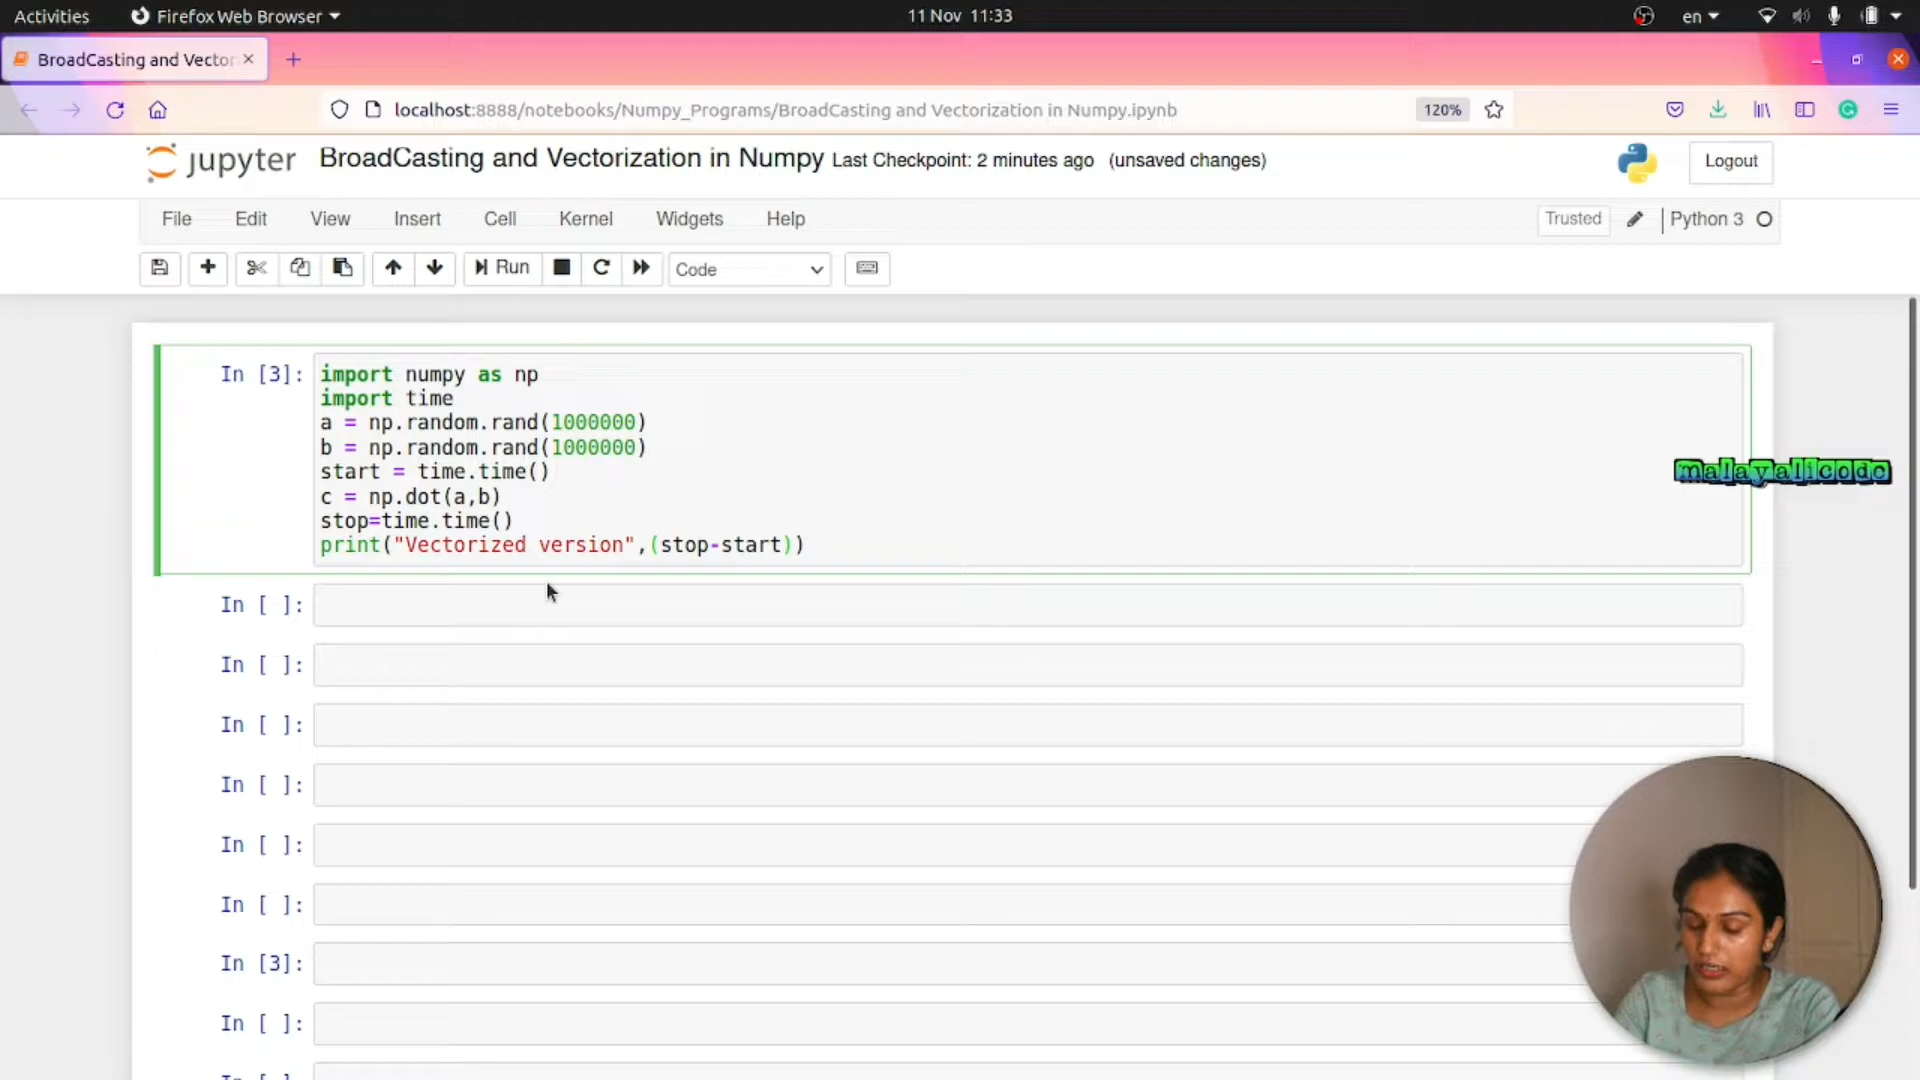 Activities Firefox Web Browser 11 Nov 11:33 en
BroadCasting and Vector
localhost:8888/notebooks/Numpy_Programs/BroadCasting and Vectorization in Numpy.ipynb 120%
jupyter BroadCasting and Vectorization in Numpy Last Checkpoint: 2 minutes ago (unsaved changes) Logout
File Edit View Insert Cell Kernel Widgets Help Trusted Python 3
Run Code
In [3]: import numpy as np
import time
a = np.random.rand(1000000)
b = np.random.rand(1000000)
start = time.time()
c = np.dot(a,b)
stop=time.time()
print("Vectorized version",(stop-start))
malayalicode
In [ ]:
In [ ]:
In [ ]:
In [ ]:
In [ ]:
In [ ]:
In [3]:
In [ ]: